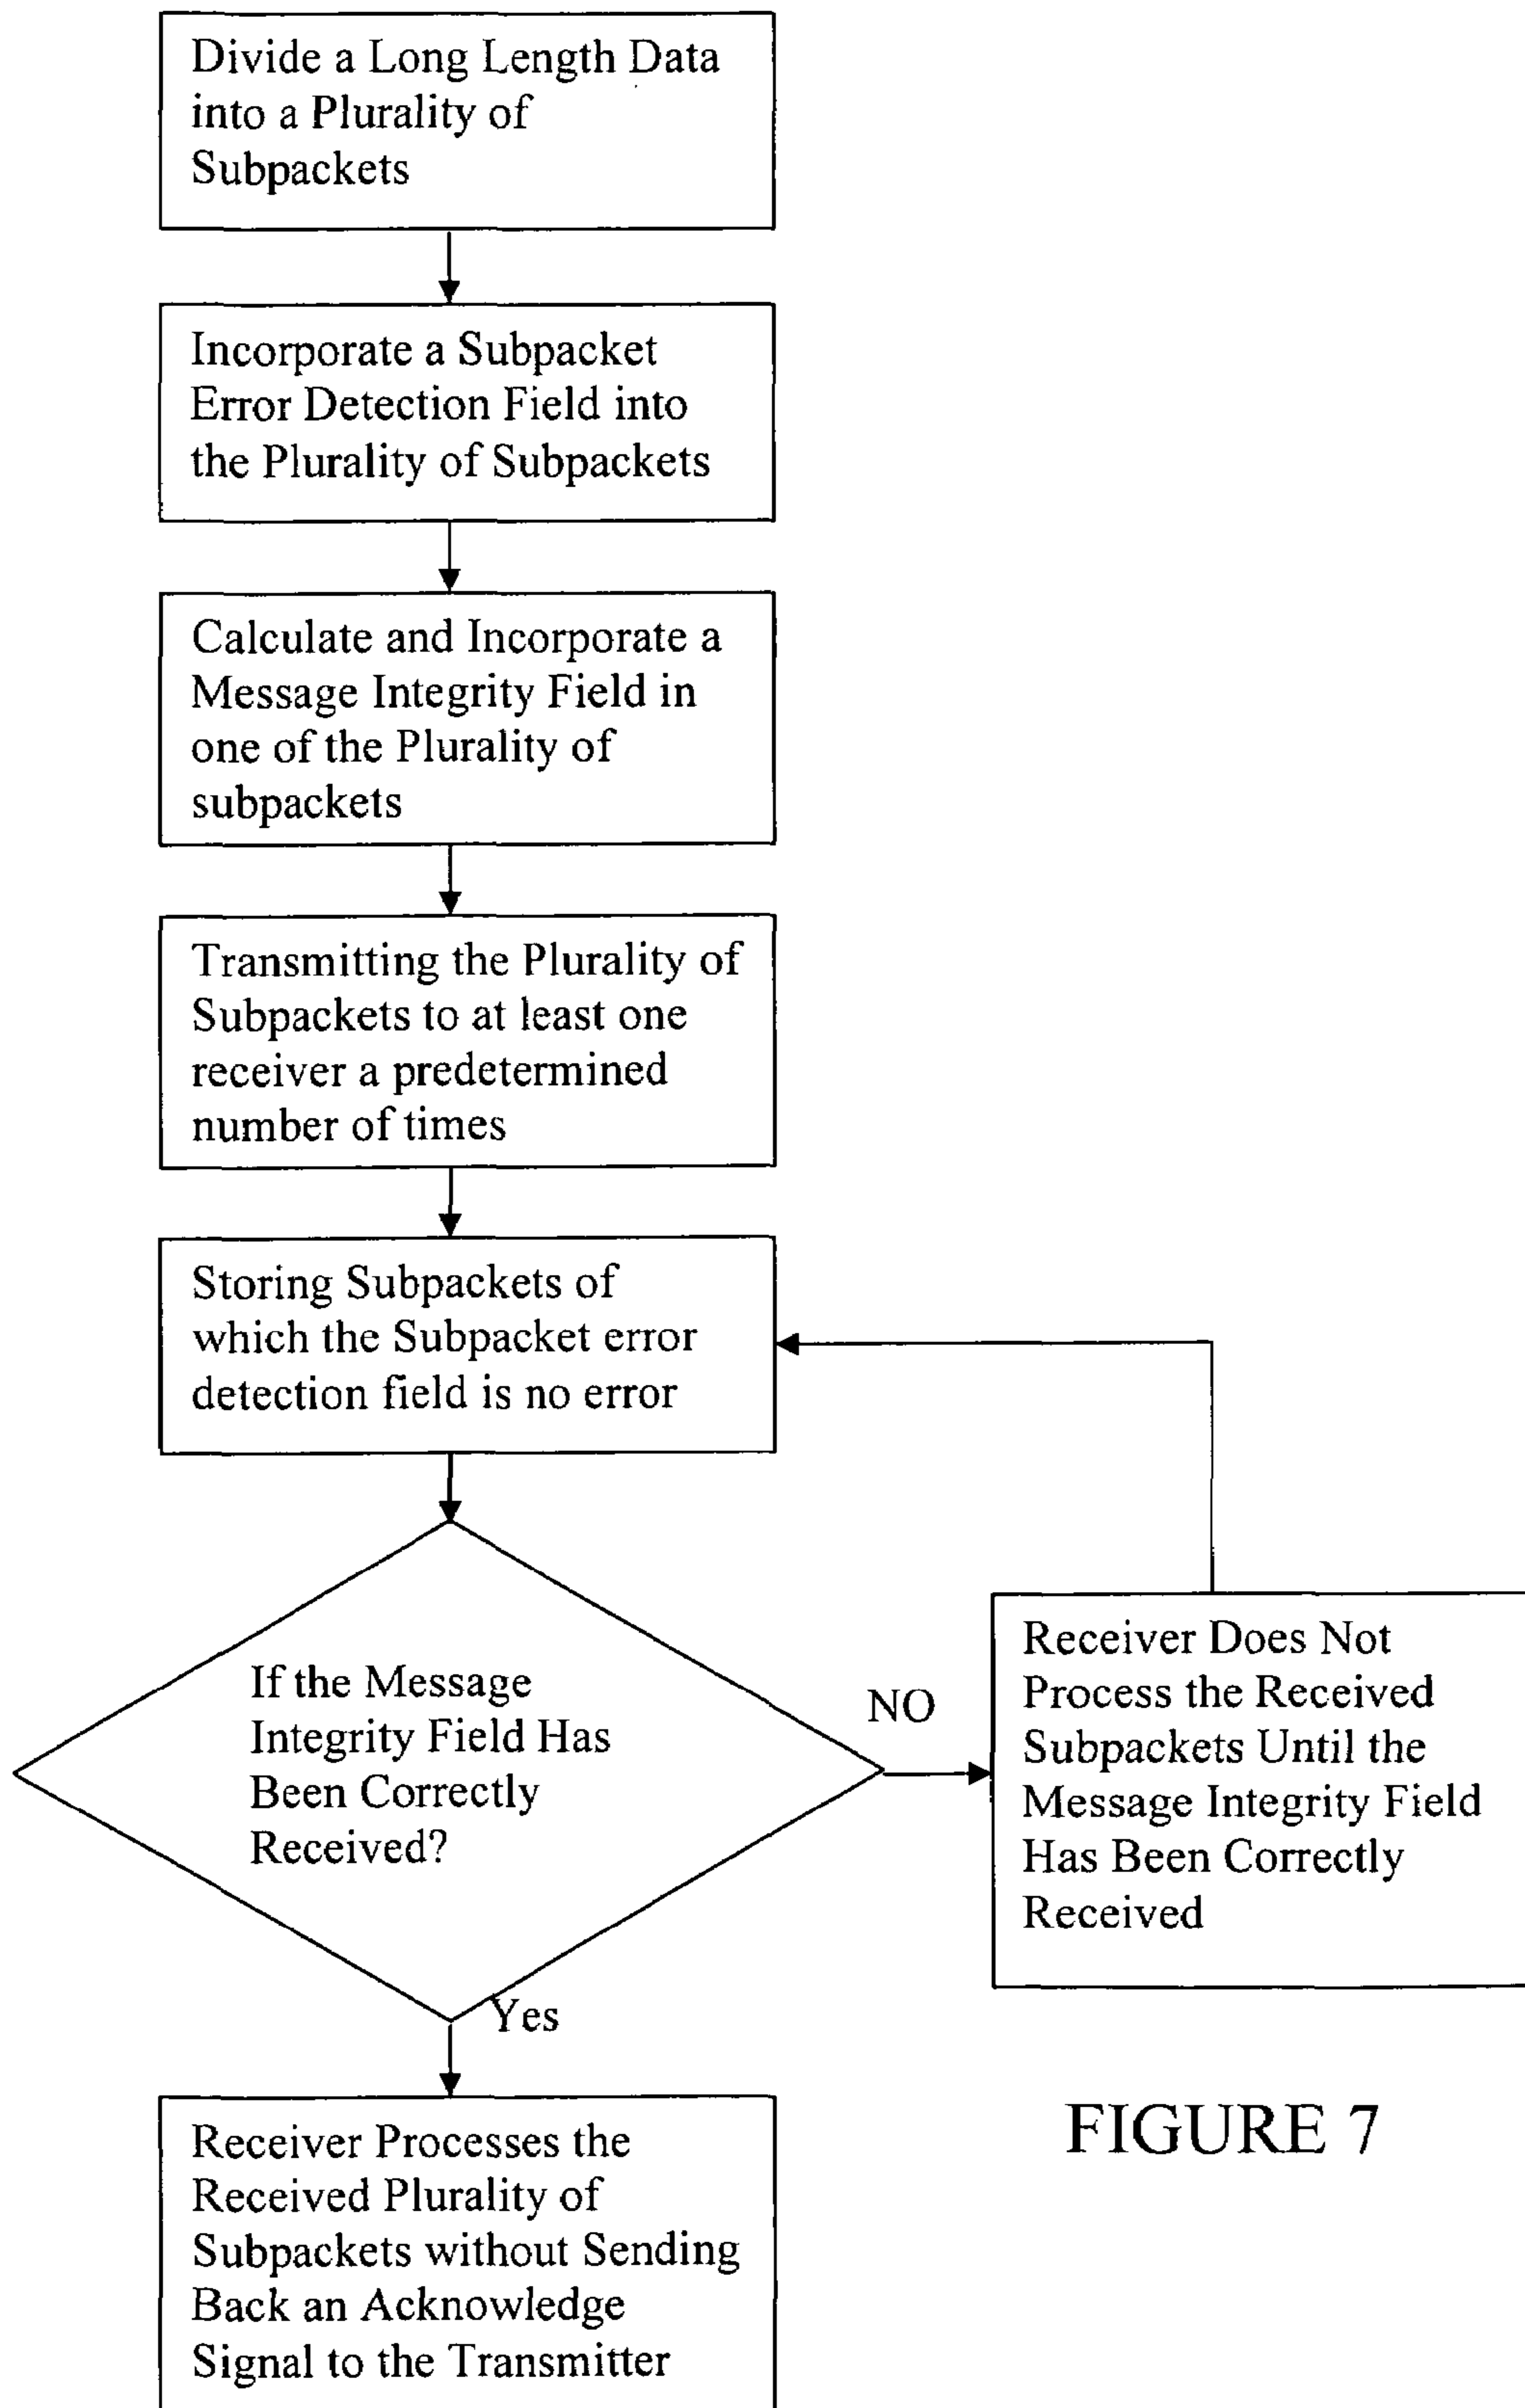 Divide a Long Length Data
into a Plurality of
Subpackets
Incorporate a Subpacket
Error Detection Field into
the Plurality of Subpackets
Calculate and Incorporate a
Message Integrity Field in
one of the Plurality of
subpackets
Transmitting the Plurality of
Subpackets to at least one
receiver a predetermined
number of times
Storing Subpackets of
which the Subpacket error
detection field is no error
If the Message
Integrity Field Has
Been Correctly
Received?
NO
Receiver Does Not
Process the Received
Subpackets Until the
Message Integrity Field
Has Been Correctly
Received
Yes
Receiver Processes the
Received Plurality of
Subpackets without Sending
Back an Acknowledge
Signal to the Transmitter
FIGURE 7